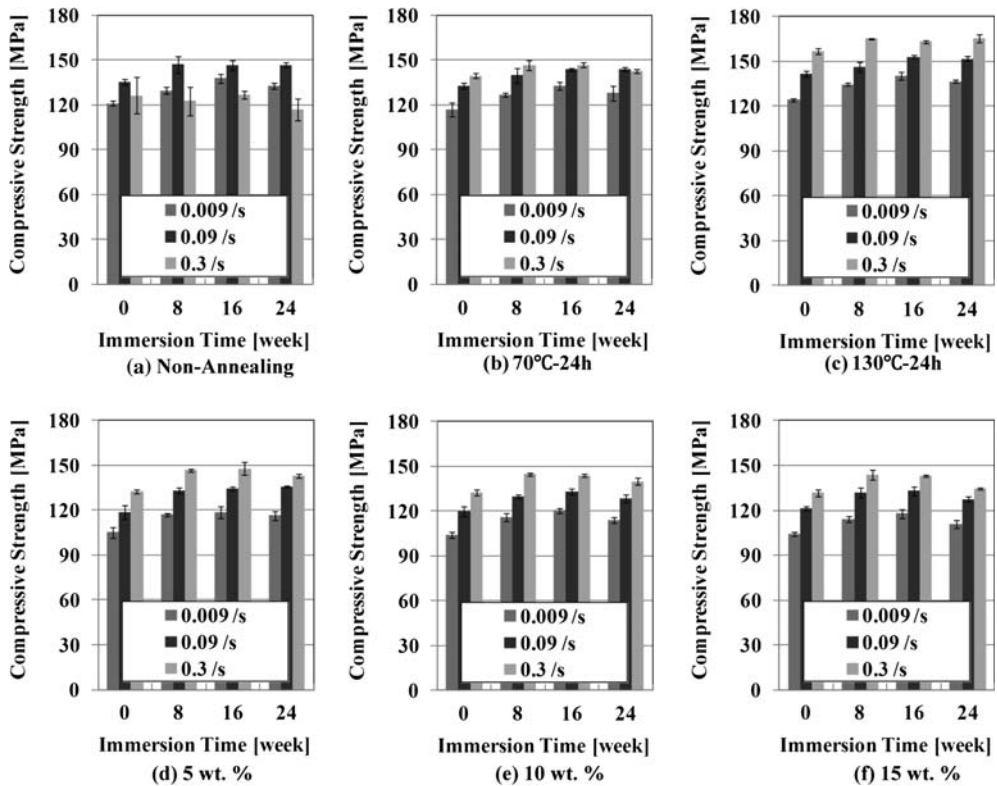 Compressive Strength [MPa]
180
150
120
90
60
30
0
0.009 /s
0.09 /s
0.3 /s
0 8 16 24
Immersion Time [week]
(a) Non-Annealing
Compressive Strength [MPa]
180
150
120
90
60
30
0
0.009 /s
0.09 /s
0.3 /s
0 8 16 24
Immersion Time [week]
(b) 70℃-24h
Compressive Strength [MPa]
180
150
120
90
60
30
0
0.009 /s
0.09 /s
0.3 /s
0 8 16 24
Immersion Time [week]
(c) 130℃-24h
Compressive Strength [MPa]
180
150
120
90
60
30
0
0.009 /s
0.09 /s
0.3 /s
0 8 16 24
Immersion Time [week]
(d) 5 wt. %
Compressive Strength [MPa]
180
150
120
90
60
30
0
0.009 /s
0.09 /s
0.3 /s
0 8 16 24
Immersion Time [week]
(e) 10 wt. %
Compressive Strength [MPa]
180
150
120
90
60
30
0
0.009 /s
0.09 /s
0.3 /s
0 8 16 24
Immersion Time [week]
(f) 15 wt. %